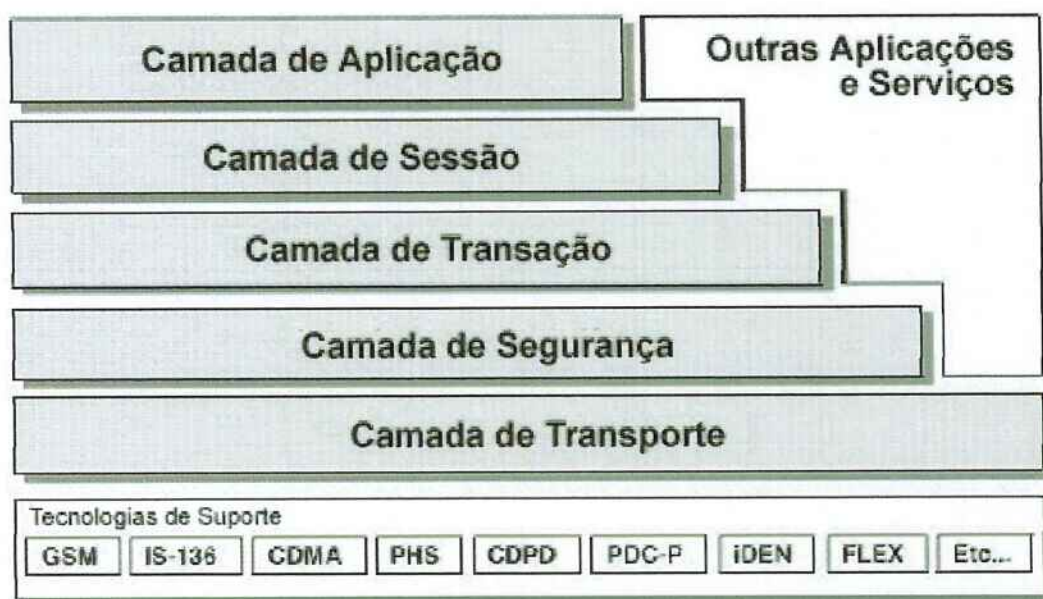 Camada de Aplicação
Outras Aplicações
e Serviços
Camada de Sessão
Camada de Transação
Camada de Segurança
Camada de Transporte
Tecnologias de Suporte
GSM IS-136 CDMA PHS CDPD PDC-P iDEN FLEX Etc...